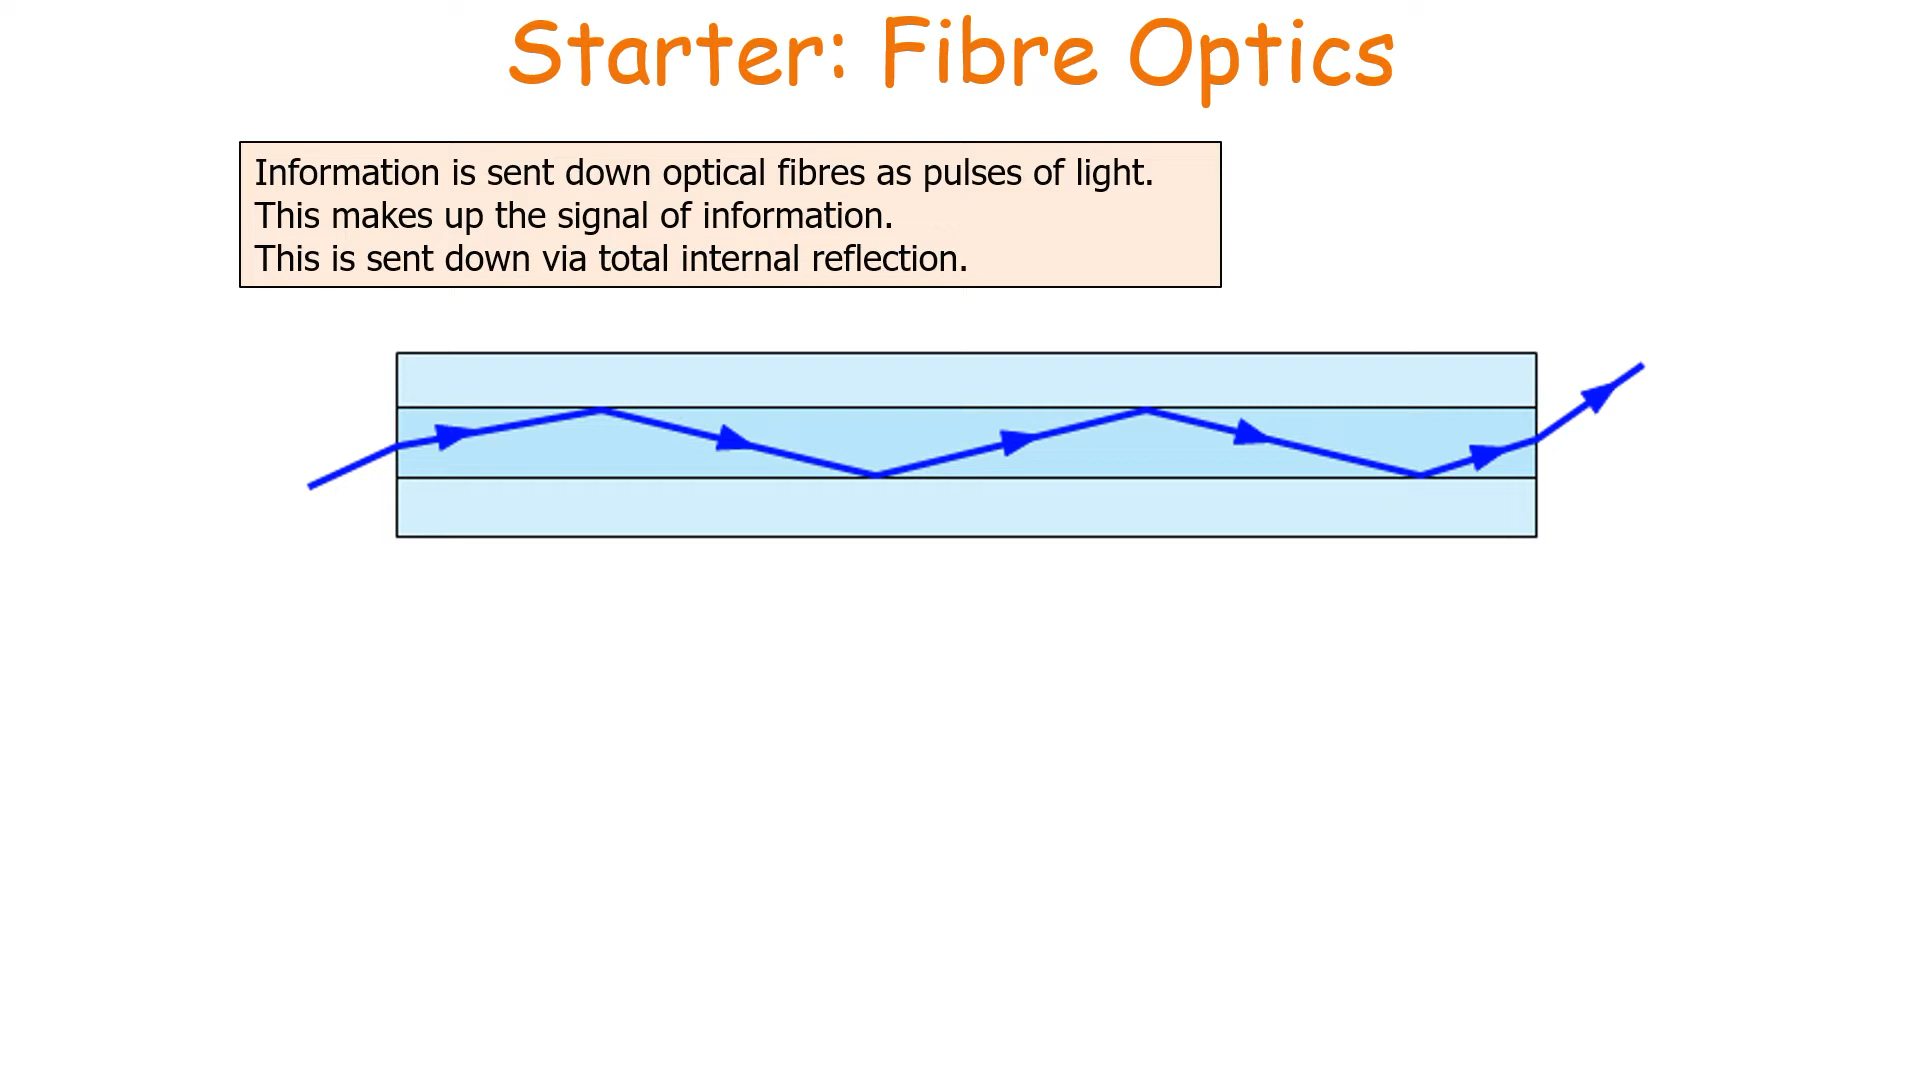 Starter: Fibre Optics
Information is sent down optical fibres as pulses of light.
This makes up the signal of information.
This is sent down via total internal reflection.